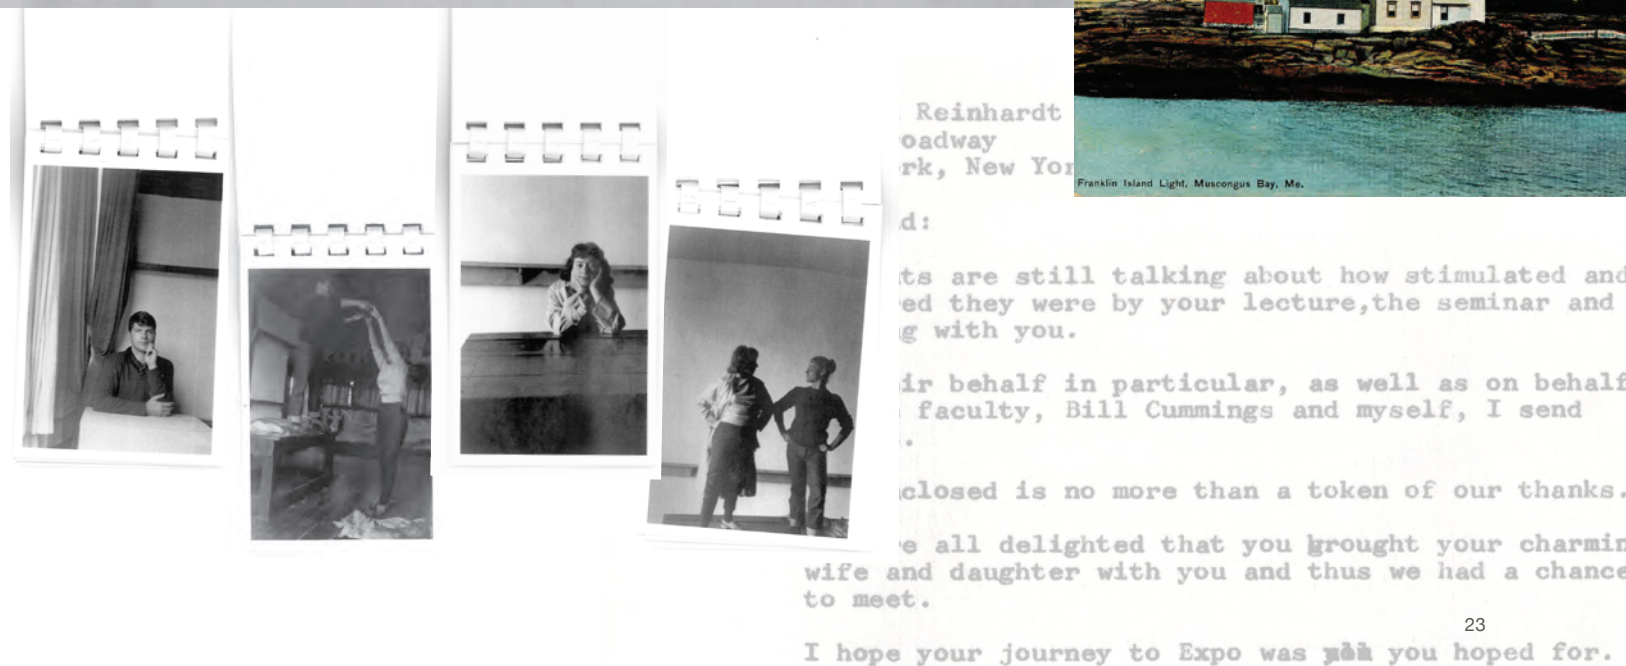 Reinhardt
oadway
rk, New Yor
Franklin Island Light, Muscongus Bay, Me.
d:
ts are still talking about how stimulated and
ed they were by your lecture,the seminar and
g with you.
ir behalf in particular, as well as on behalf
faculty, Bill Cummings and myself, I send
.
closed is no more than a token of our thanks.
e all delighted that you brought your charmin
wife and daughter with you and thus we had a chance
to meet.
23
I hope your journey to Expo was you hoped for.